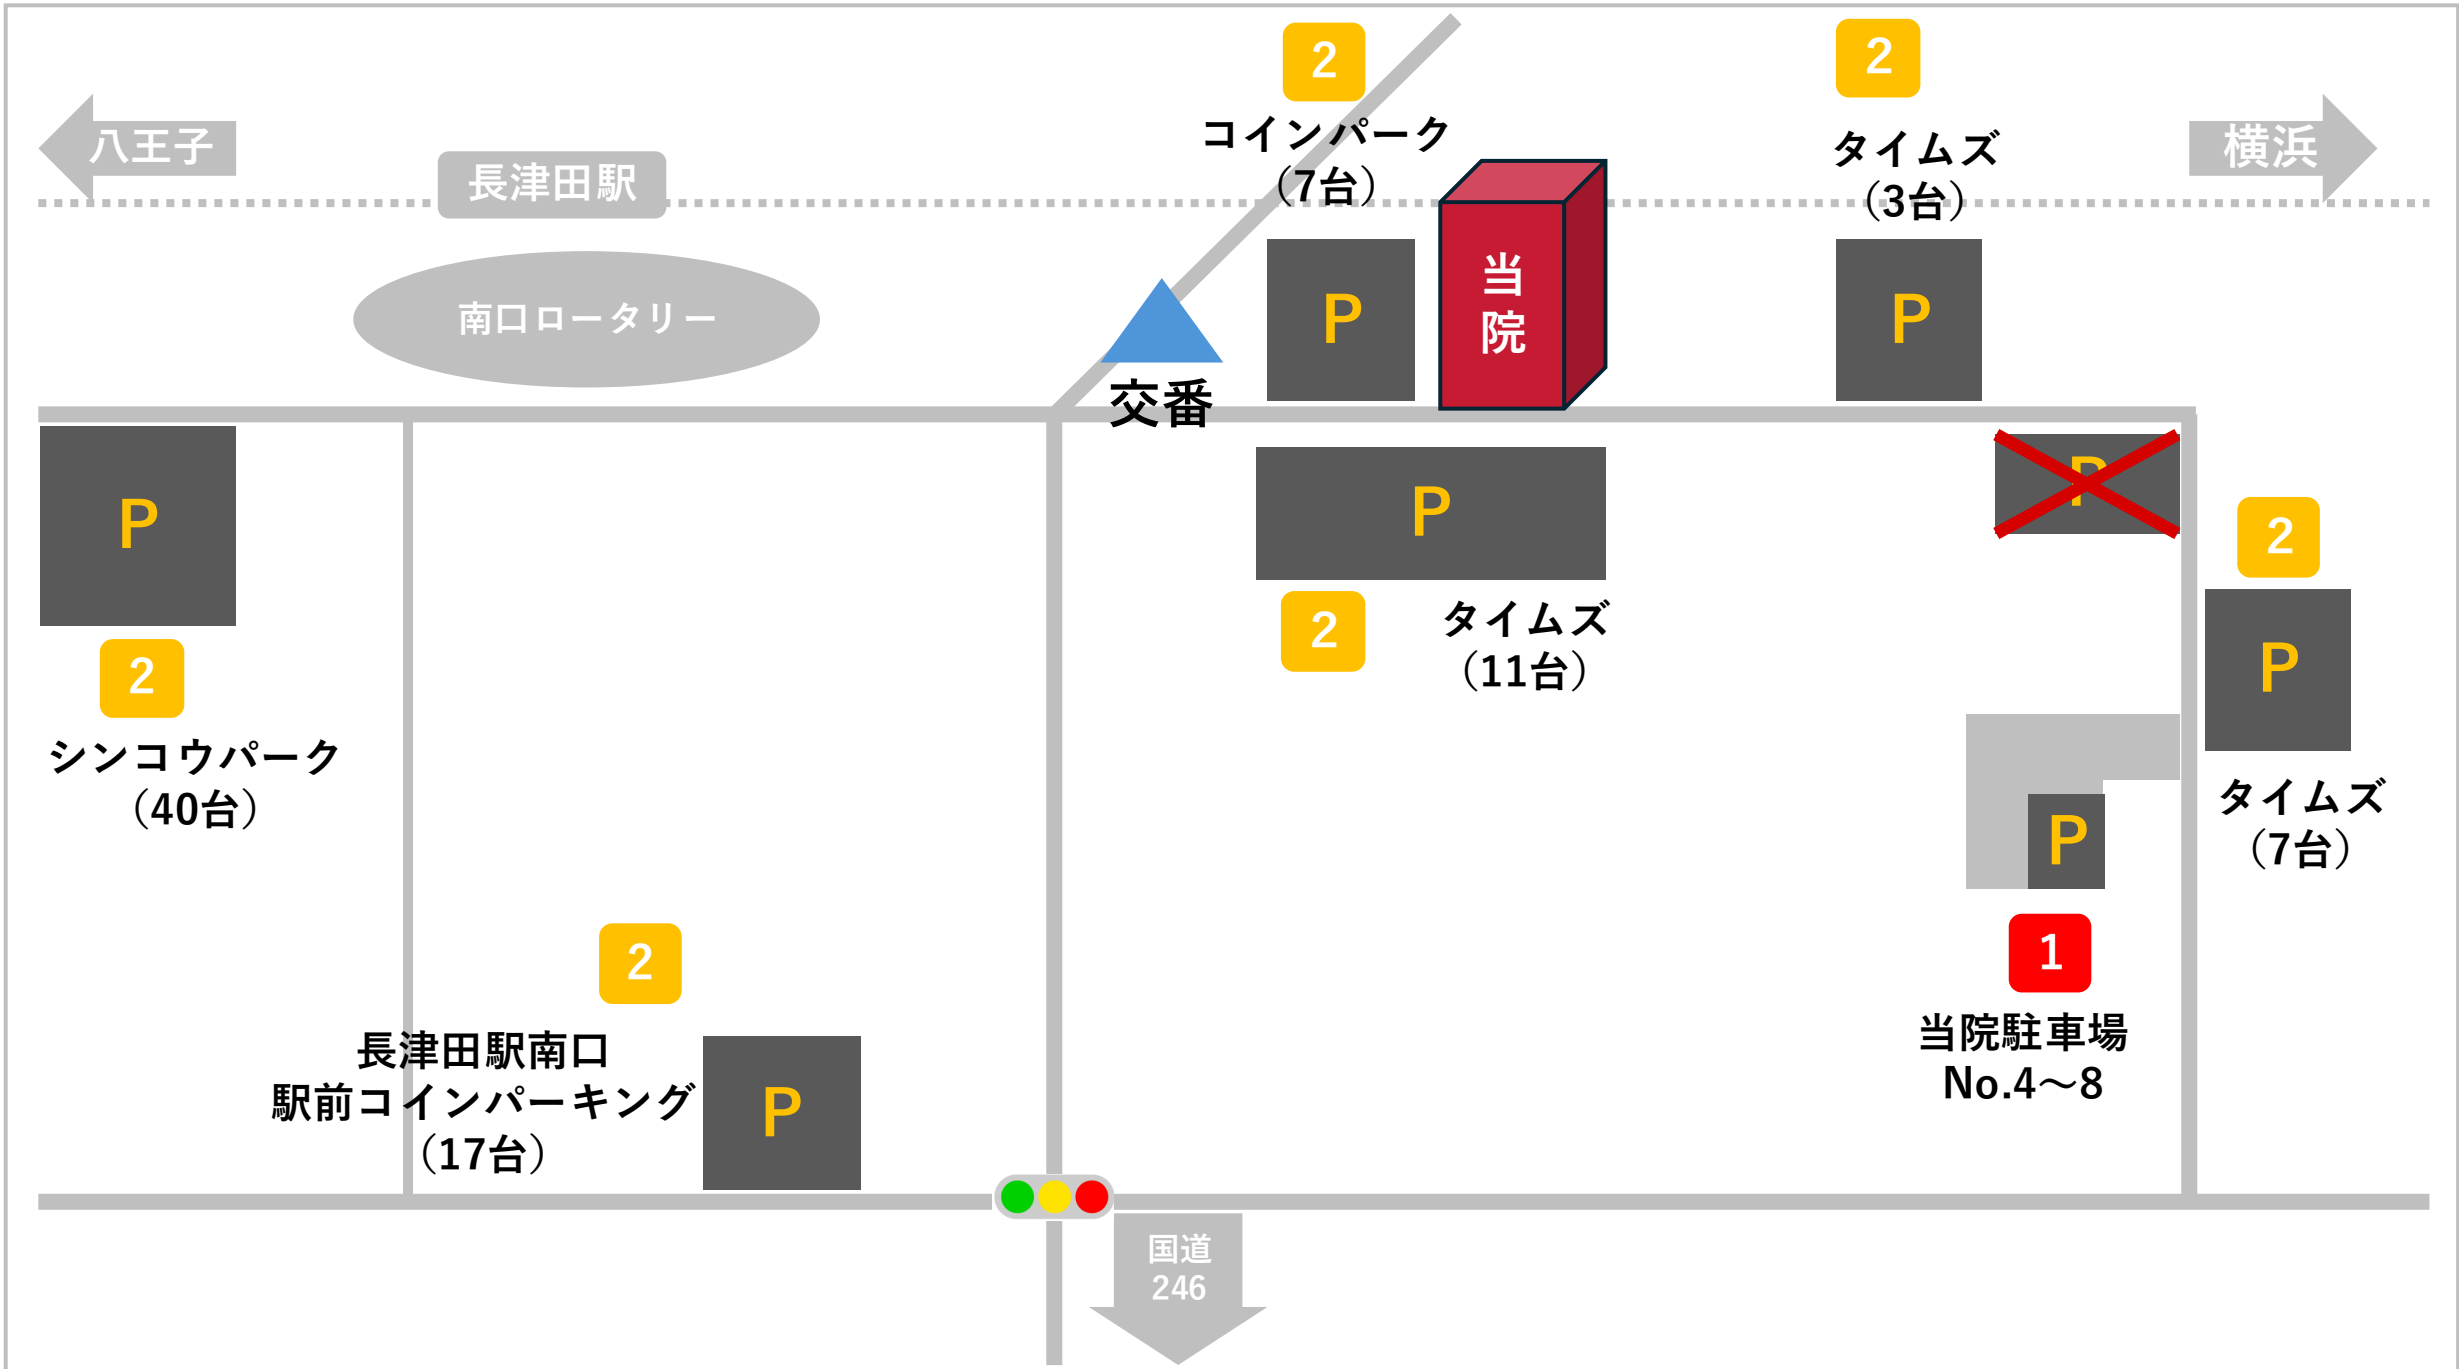 2
2
コインパーク
（7台）
タイムズ
（3台）
八王子
横浜
長津田駅
南口ロータリー
当
院
P
P
交番
P
P
P
2
P
2
2
タイムズ
（11台）
シンコウパーク
（40台）
タイムズ
（7台）
P
1
当院駐車場
No.4～8
2
長津田駅南口
駅前コインパーキング
（17台）
P
国道
246